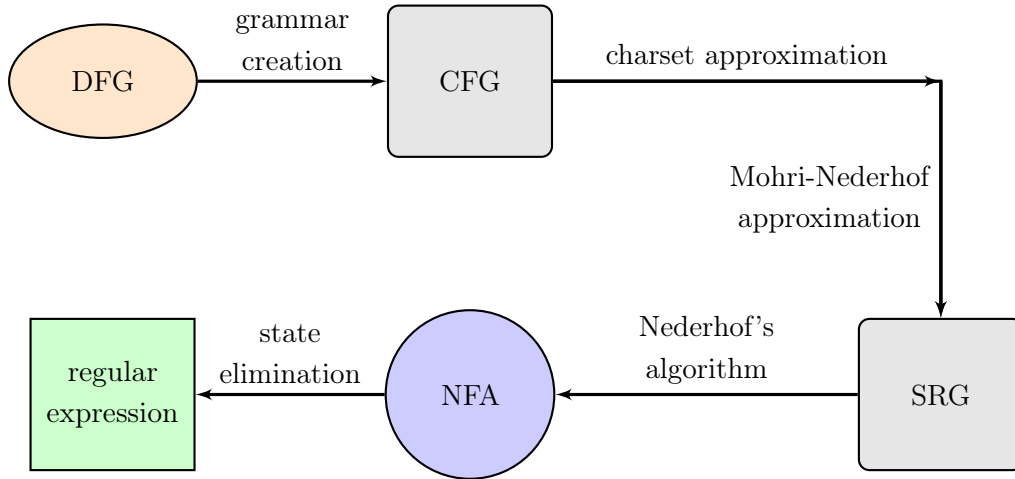 grammar
creation
DFG
CFG
charset approximation
Mohri-Nederhof
approximation
SRG
Nederhof's
algorithm
NFA
state
elimination
regular
expression